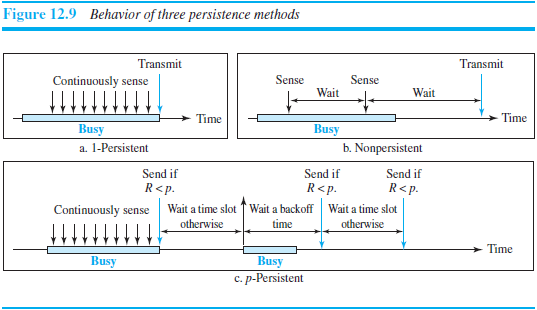 Figure 12.9 Behavior of three persistence methods
Transmit
Continuously sense
Time
Busy
a. 1-Persistent
Transmit
Sense Sense
Wait Wait
Time
Busy
b. Nonpersistent
Send if Send if Send if
R < p. R < p. R < p.
Continuously sense Wait a time slot Wait a backoff Wait a time slot
otherwise time otherwise
Time
Busy Busy
c. p-Persistent